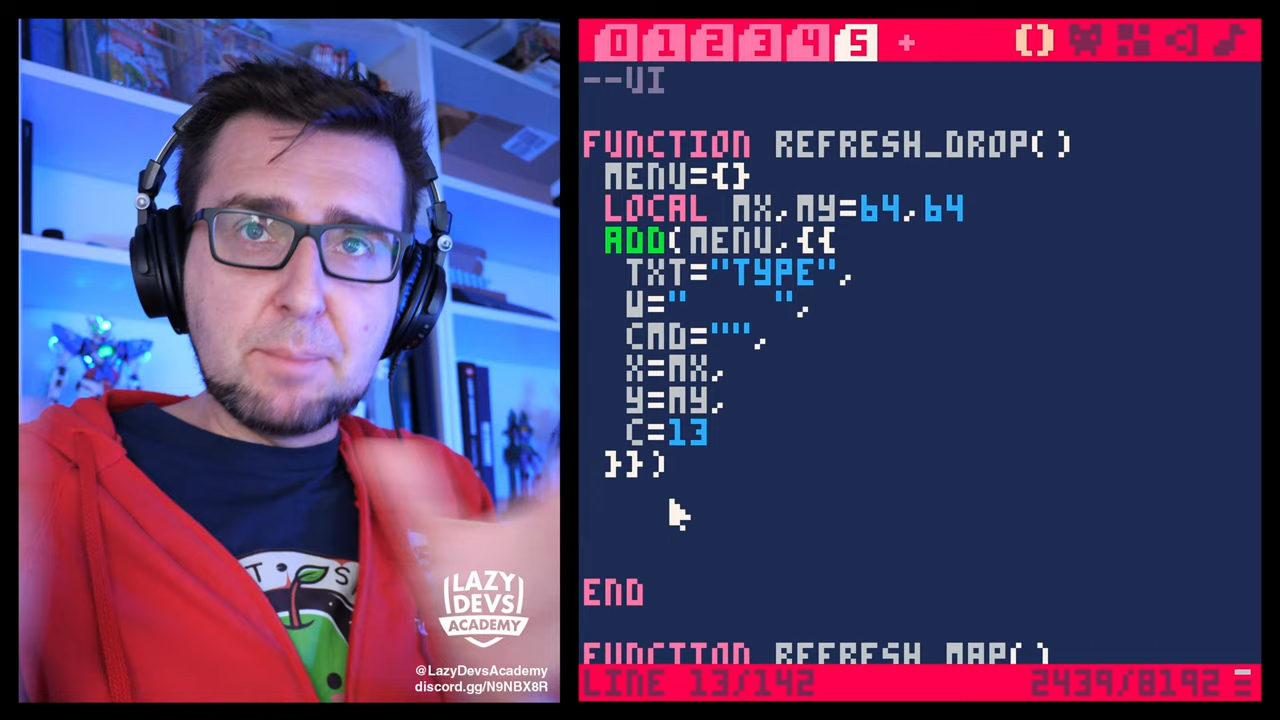 LAZY
DEVS
ACADEMY
@LazyDevsAcademy
discord.gg/N9NBX8R
0 1 2 3 4 5 +
--UI
FUNCTION REFRESH_DROP()
MENU={}
LOCAL MX,MY=64,64
ADD(MENU,{{
TXT="TYPE",
W="    ",
CMD="",
X=MX,
Y=MY,
C=13
}})
END
FUNCTION REFRESH_MAP()
LINE 13/142
2439/8192